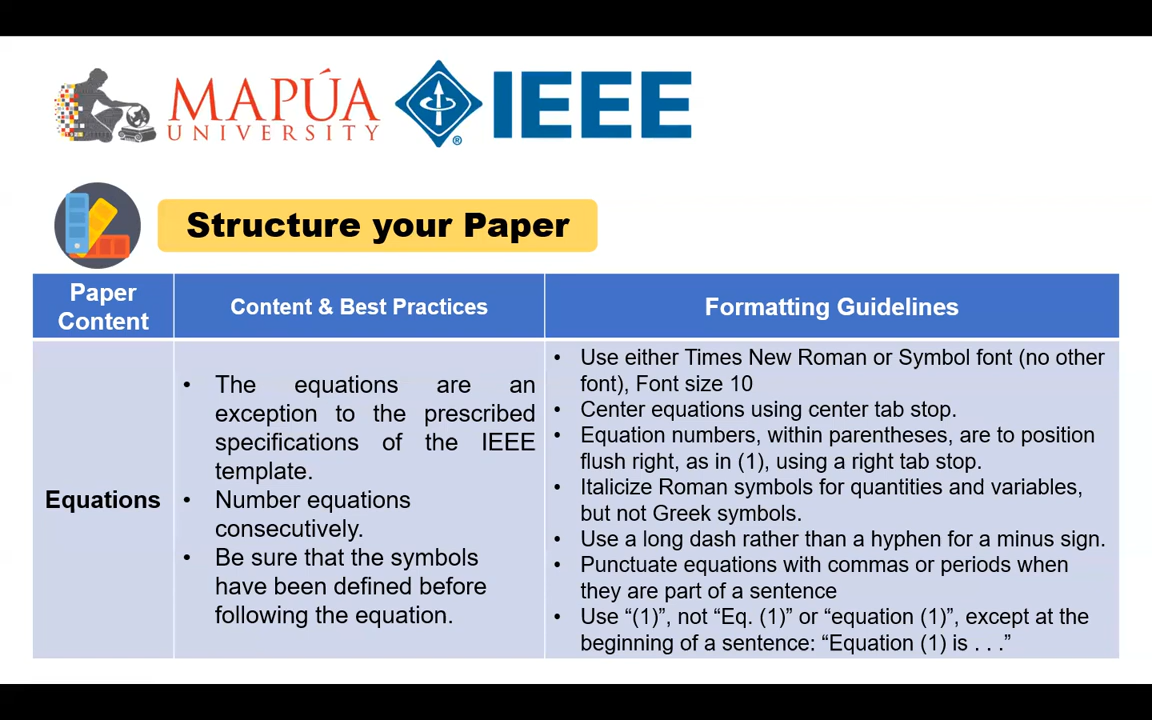 MAPÚA
UNIVERSITY
IEEE
®
Structure your Paper
Paper
Content
Content & Best Practices
Formatting Guidelines
Equations
• The equations are an
exception to the prescribed
specifications of the IEEE
template.
• Number equations
consecutively.
• Be sure that the symbols
have been defined before
following the equation.
• Use either Times New Roman or Symbol font (no other
font), Font size 10
• Center equations using center tab stop.
• Equation numbers, within parentheses, are to position
flush right, as in (1), using a right tab stop.
• Italicize Roman symbols for quantities and variables,
but not Greek symbols.
• Use a long dash rather than a hyphen for a minus sign.
• Punctuate equations with commas or periods when
they are part of a sentence
• Use “(1)”, not “Eq. (1)” or “equation (1)”, except at the
beginning of a sentence: “Equation (1) is . . .”